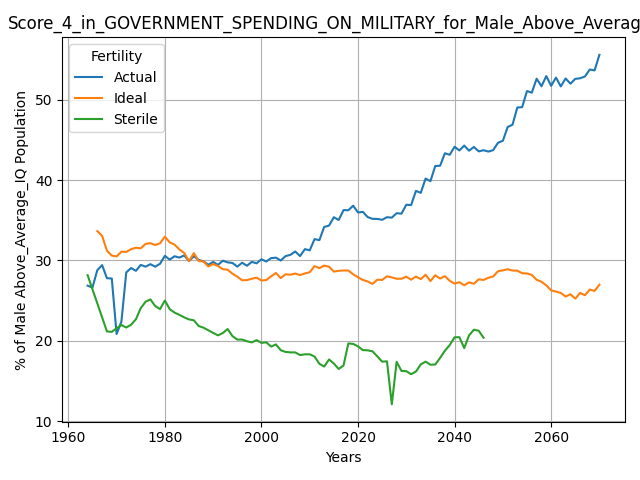 Score_4_in_GOVERNMENT_SPENDING_ON_MILITARY_for_Male_Above_Averag
% of Male Above_Average_IQ Population
50
40
30
20
10
Fertility
Actual
Ideal
Sterile
1960 1980 2000 2020 2040 2060
Years